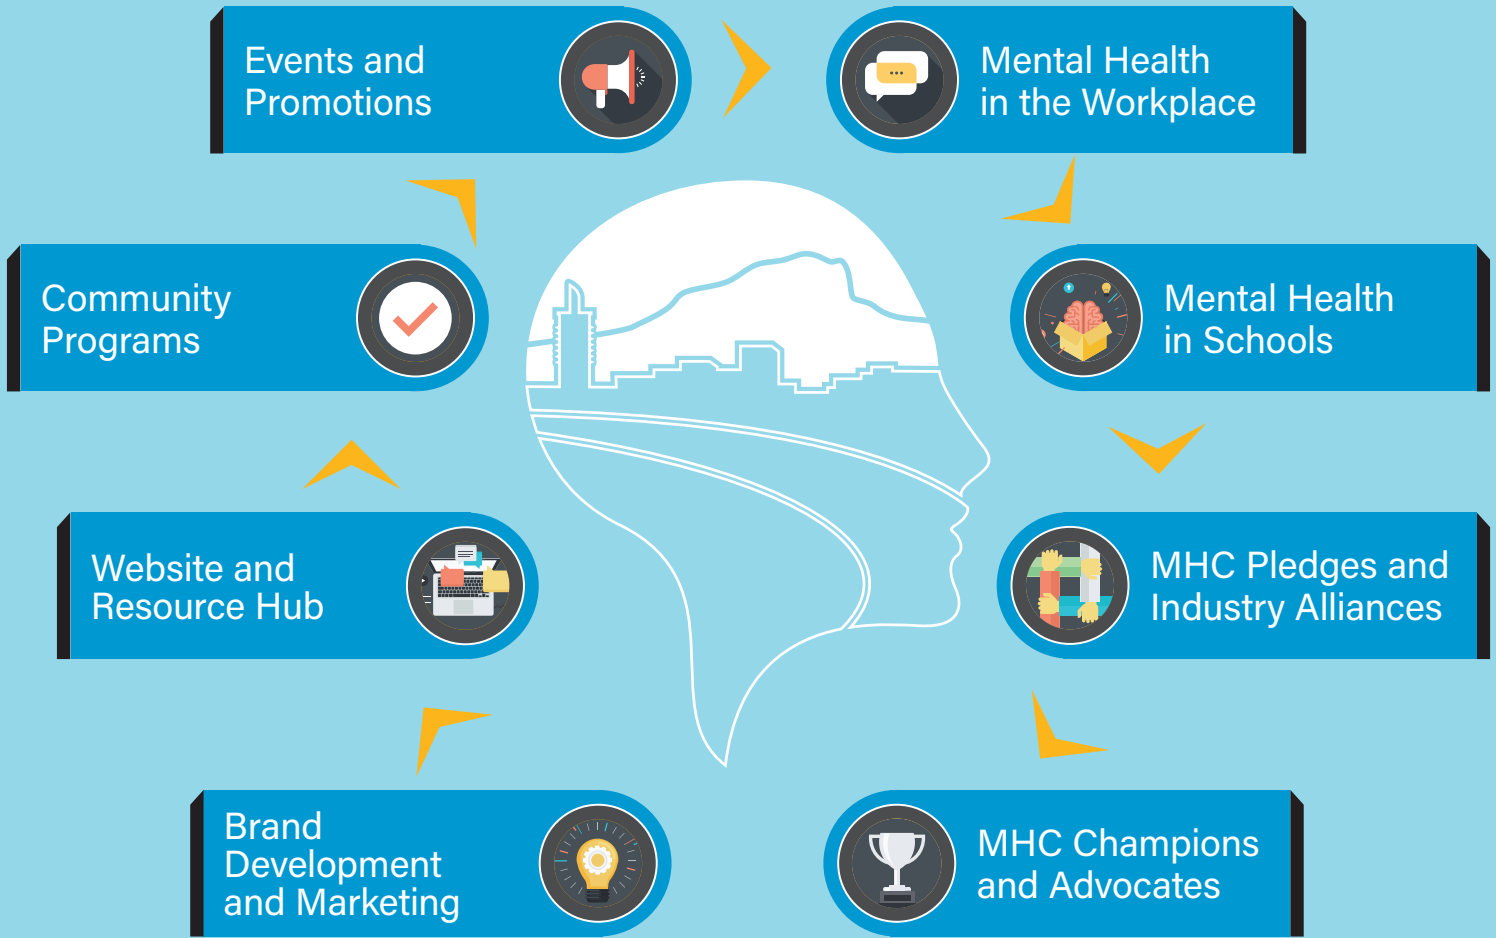 Events and
Promotions
Mental Health
in the Workplace
Community
Programs
Mental Health
in Schools
Website and
Resource Hub
MHC Pledges and
Industry Alliances
Brand
Development
and Marketing
MHC Champions
and Advocates